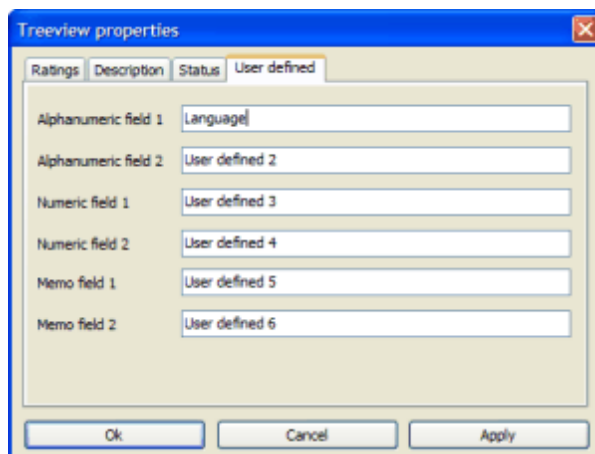 Treeview properties
Ratings Description Status User defined
Alphanumeric field 1 Language
Alphanumeric field 2 User defined 2
Numeric field 1 User defined 3
Numeric field 2 User defined 4
Memo field 1 User defined 5
Memo field 2 User defined 6
Ok Cancel Apply